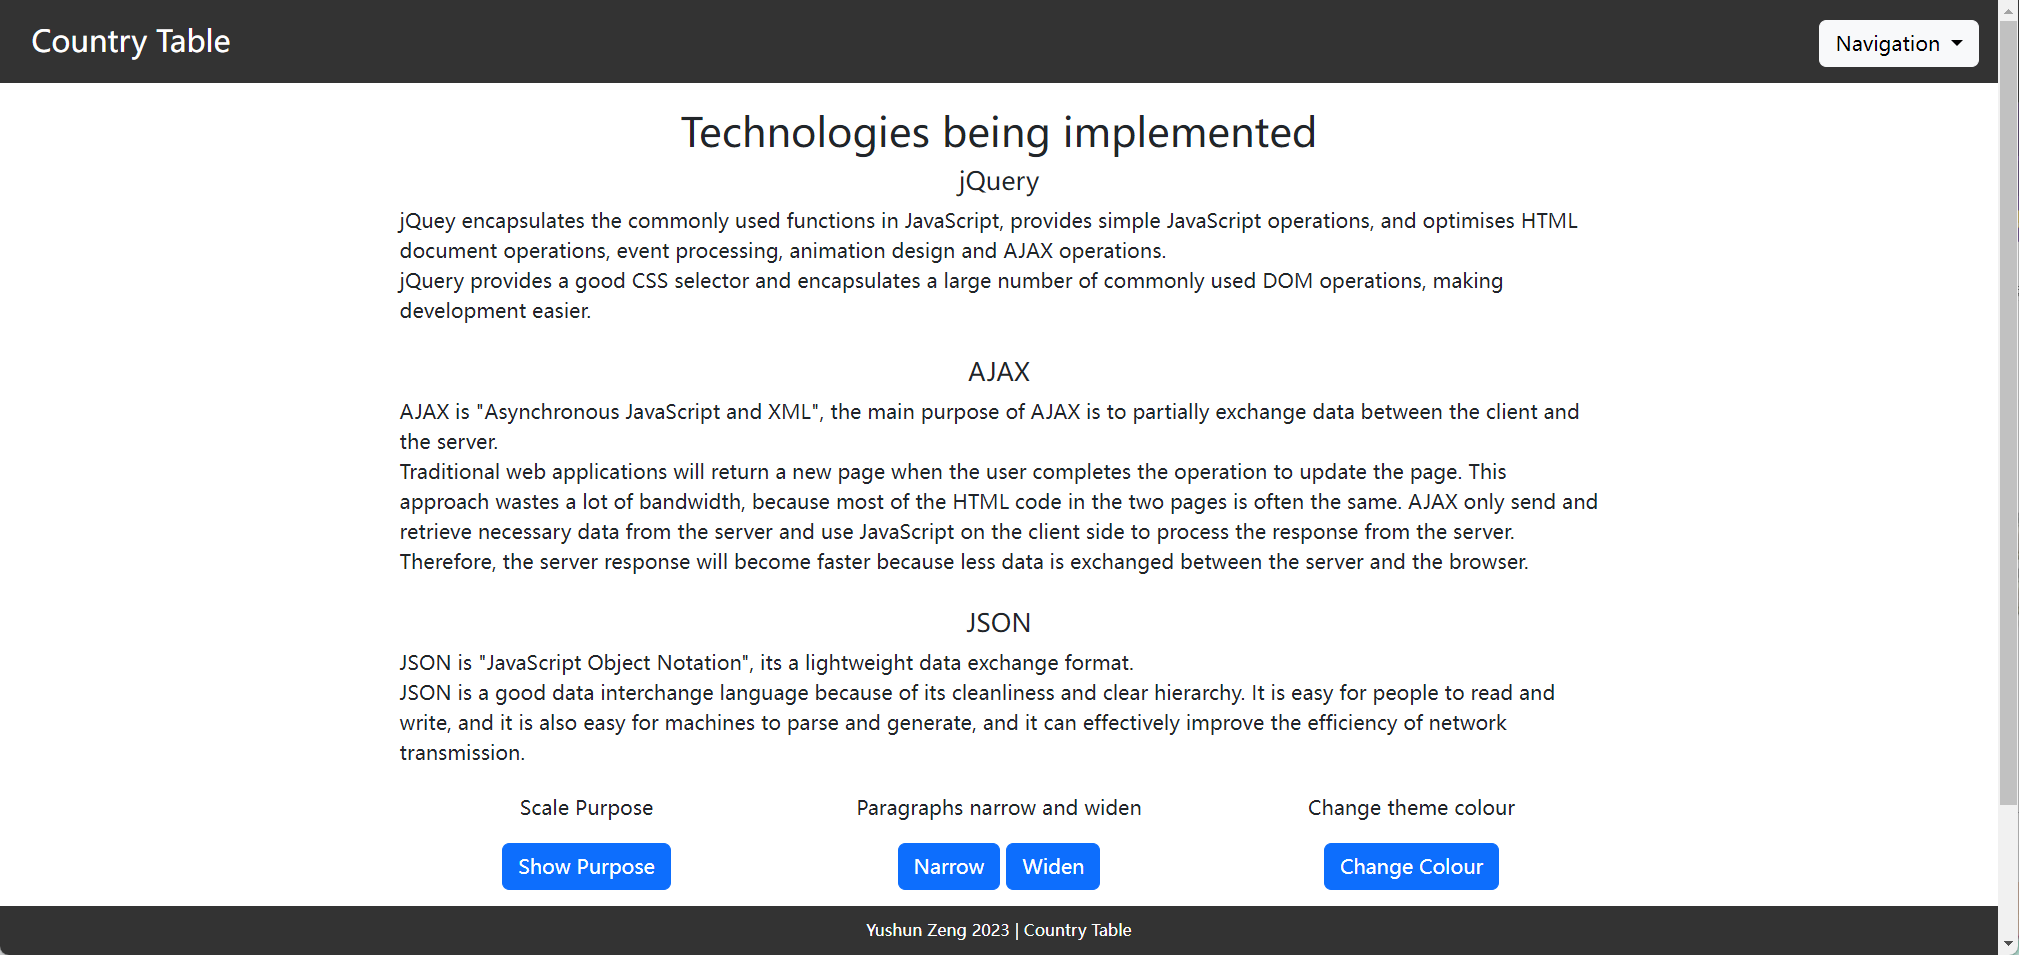 Country Table
Navigation
Technologies being implemented
jQuery
jQuey encapsulates the commonly used functions in JavaScript, provides simple JavaScript operations, and optimises HTML
document operations, event processing, animation design and AJAX operations.
jQuery provides a good CSS selector and encapsulates a large number of commonly used DOM operations, making
development easier.
AJAX
AJAX is "Asynchronous JavaScript and XML", the main purpose of AJAX is to partially exchange data between the client and
the server.
Traditional web applications will return a new page when the user completes the operation to update the page. This
approach wastes a lot of bandwidth, because most of the HTML code in the two pages is often the same. AJAX only send and
retrieve necessary data from the server and use JavaScript on the client side to process the response from the server.
Therefore, the server response will become faster because less data is exchanged between the server and the browser.
JSON
JSON is "JavaScript Object Notation", its a lightweight data exchange format.
JSON is a good data interchange language because of its cleanliness and clear hierarchy. It is easy for people to read and
write, and it is also easy for machines to parse and generate, and it can effectively improve the efficiency of network
transmission.
Scale Purpose
Paragraphs narrow and widen
Change theme colour
Show Purpose
Narrow
Widen
Change Colour
Yushun Zeng 2023 | Country Table